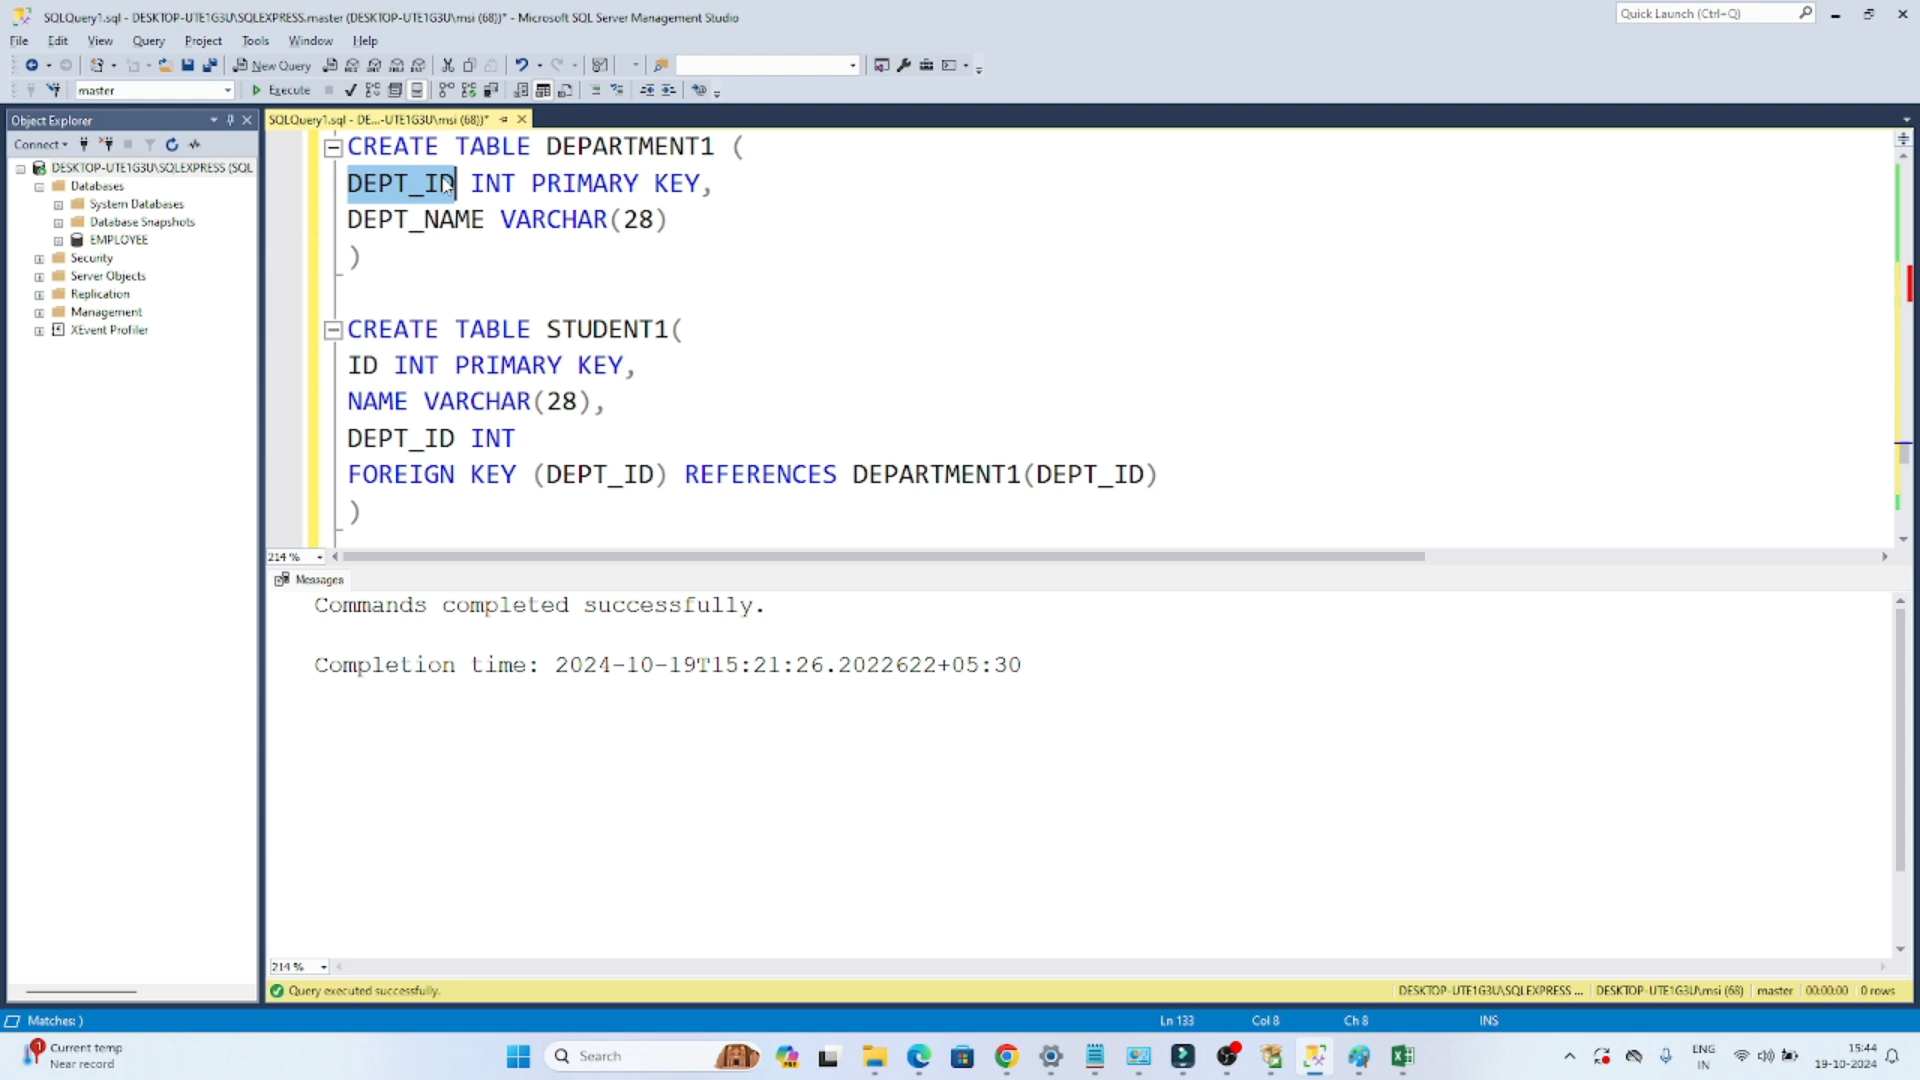 SQLQuery1.sql - DESKTOP-UTE1G3U\SQLEXPRESS.master (DESKTOP-UTE1G3U\msi (68))* - Microsoft SQL Server Management Studio
Quick Launch (Ctrl+Q)
File Edit View Query Project Tools Window Help
New Query
master
Execute
Object Explorer
SQLQuery1.sql - DE...-UTE1G3U\msi (68))*
Connect
DESKTOP-UTE1G3U\SQLEXPRESS (SQL
Databases
System Databases
Database Snapshots
EMPLOYEE
Security
Server Objects
Replication
Management
XEvent Profiler
CREATE TABLE DEPARTMENT1 (
DEPT_ID INT PRIMARY KEY,
DEPT_NAME VARCHAR(28)
)
CREATE TABLE STUDENT1(
ID INT PRIMARY KEY,
NAME VARCHAR(28),
DEPT_ID INT
FOREIGN KEY (DEPT_ID) REFERENCES DEPARTMENT1(DEPT_ID)
)
214 %
Messages
Commands completed successfully.
Completion time: 2024-10-19T15:21:26.2022622+05:30
214 %
Query executed successfully.
DESKTOP-UTE1G3U\SQLEXPRESS ... DESKTOP-UTE1G3U\msi (68) master 00:00:00 0 rows
Matches: )
Ln 133 Col 8 Ch 8 INS
1
Current temp
Near record
Search
ENG
IN
15:44
19-10-2024